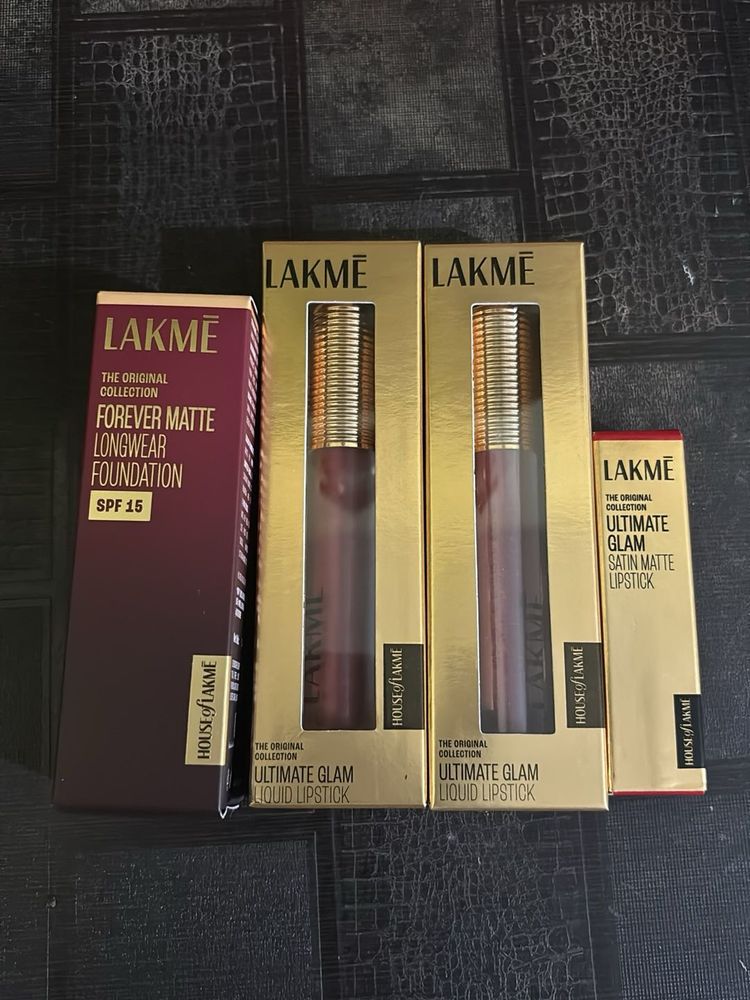 LAKMĒ
THE ORIGINAL
COLLECTION
FOREVER MATTE
LONGWEAR
FOUNDATION
SPF 15
HOUSE of LAKMĒ
LAKMĒ
LAKMĒ
HOUSE of LAKMĒ
THE ORIGINAL
COLLECTION
ULTIMATE GLAM
LIQUID LIPSTICK
LAKMĒ
LAKMĒ
HOUSE of LAKMĒ
THE ORIGINAL
COLLECTION
ULTIMATE GLAM
LIQUID LIPSTICK
LAKMĒ
THE ORIGINAL
COLLECTION
ULTIMATE
GLAM
SATIN MATTE
LIPSTICK
HOUSE of LAKMĒ